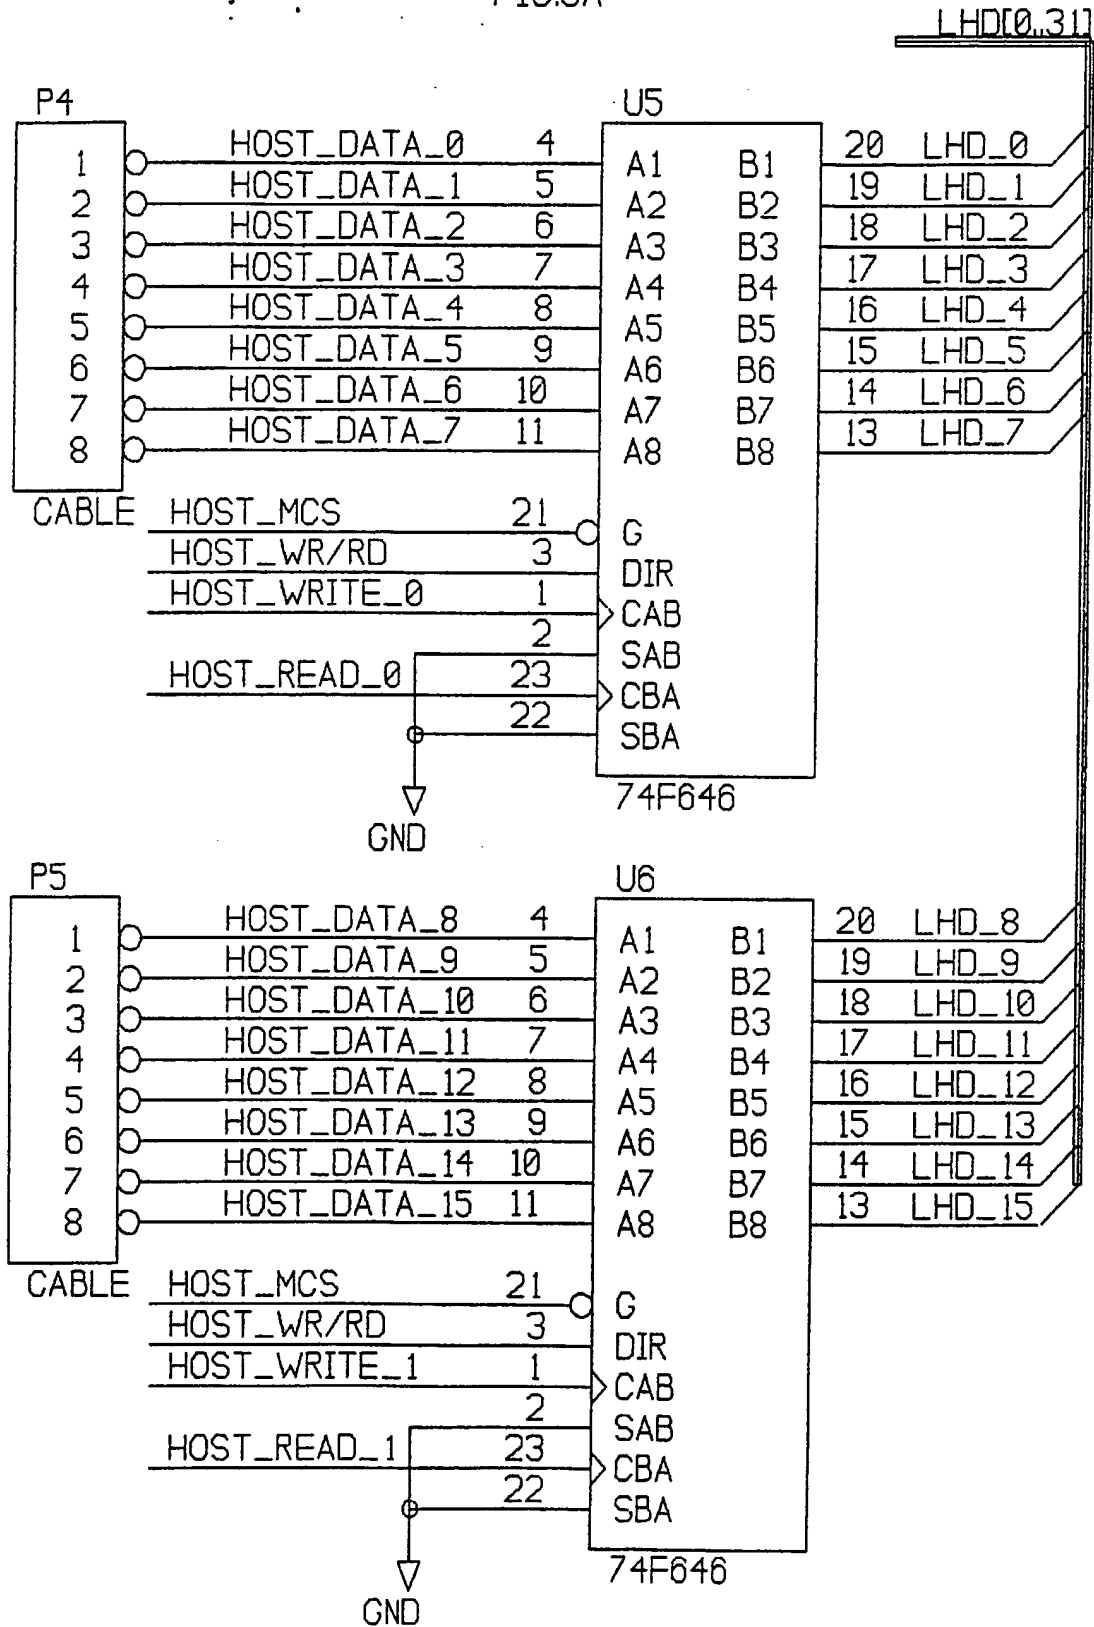 LHD[0..31]
P4 U5
1 HOST_DATA_0 4 A1 B1 20 LHD_0
2 HOST_DATA_1 5 A2 B2 19 LHD_1
3 HOST_DATA_2 6 A3 B3 18 LHD_2
4 HOST_DATA_3 7 A4 B4 17 LHD_3
5 HOST_DATA_4 8 A5 B5 16 LHD_4
6 HOST_DATA_5 9 A6 B6 15 LHD_5
7 HOST_DATA_6 10 A7 B7 14 LHD_6
8 HOST_DATA_7 11 A8 B8 13 LHD_7
CABLE HOST_MCS 21 G
HOST_WR/RD 3 DIR
HOST_WRITE_0 1 CAB
2 SAB
HOST_READ_0 23 CBA
22 SBA
74F646
GND
P5 U6
1 HOST_DATA_8 4 A1 B1 20 LHD_8
2 HOST_DATA_9 5 A2 B2 19 LHD_9
3 HOST_DATA_10 6 A3 B3 18 LHD_10
4 HOST_DATA_11 7 A4 B4 17 LHD_11
5 HOST_DATA_12 8 A5 B5 16 LHD_12
6 HOST_DATA_13 9 A6 B6 15 LHD_13
7 HOST_DATA_14 10 A7 B7 14 LHD_14
8 HOST_DATA_15 11 A8 B8 13 LHD_15
CABLE HOST_MCS 21 G
HOST_WR/RD 3 DIR
HOST_WRITE_1 1 CAB
2 SAB
HOST_READ_1 23 CBA
22 SBA
74F646
GND